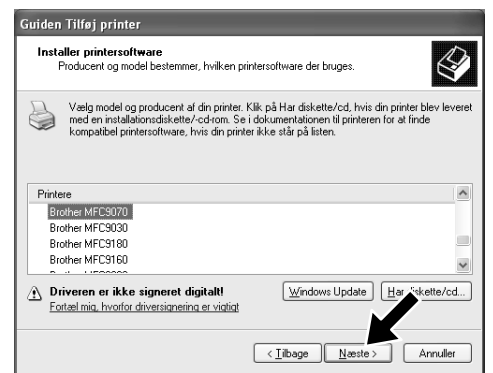 Guiden Tilføj printer
Installer printersoftware
Producent og model bestemmer, hvilken printersoftware der bruges.
Vælg model og producent af din printer. Klik på Har diskette/cd, hvis din printer blev leveret
med en installationsdiskette/-cd-rom. Se i dokumentationen til printeren for at finde
kompatibel printersoftware, hvis din printer ikke står på listen.
Printere
Brother MFC9070
Brother MFC9030
Brother MFC9180
Brother MFC9160
Driveren er ikke signeret digitalt!
Fortæl mig, hvorfor driversignering er vigtigt
Windows Update
Har diskette/cd...
< Tilbage
Næste >
Annuller